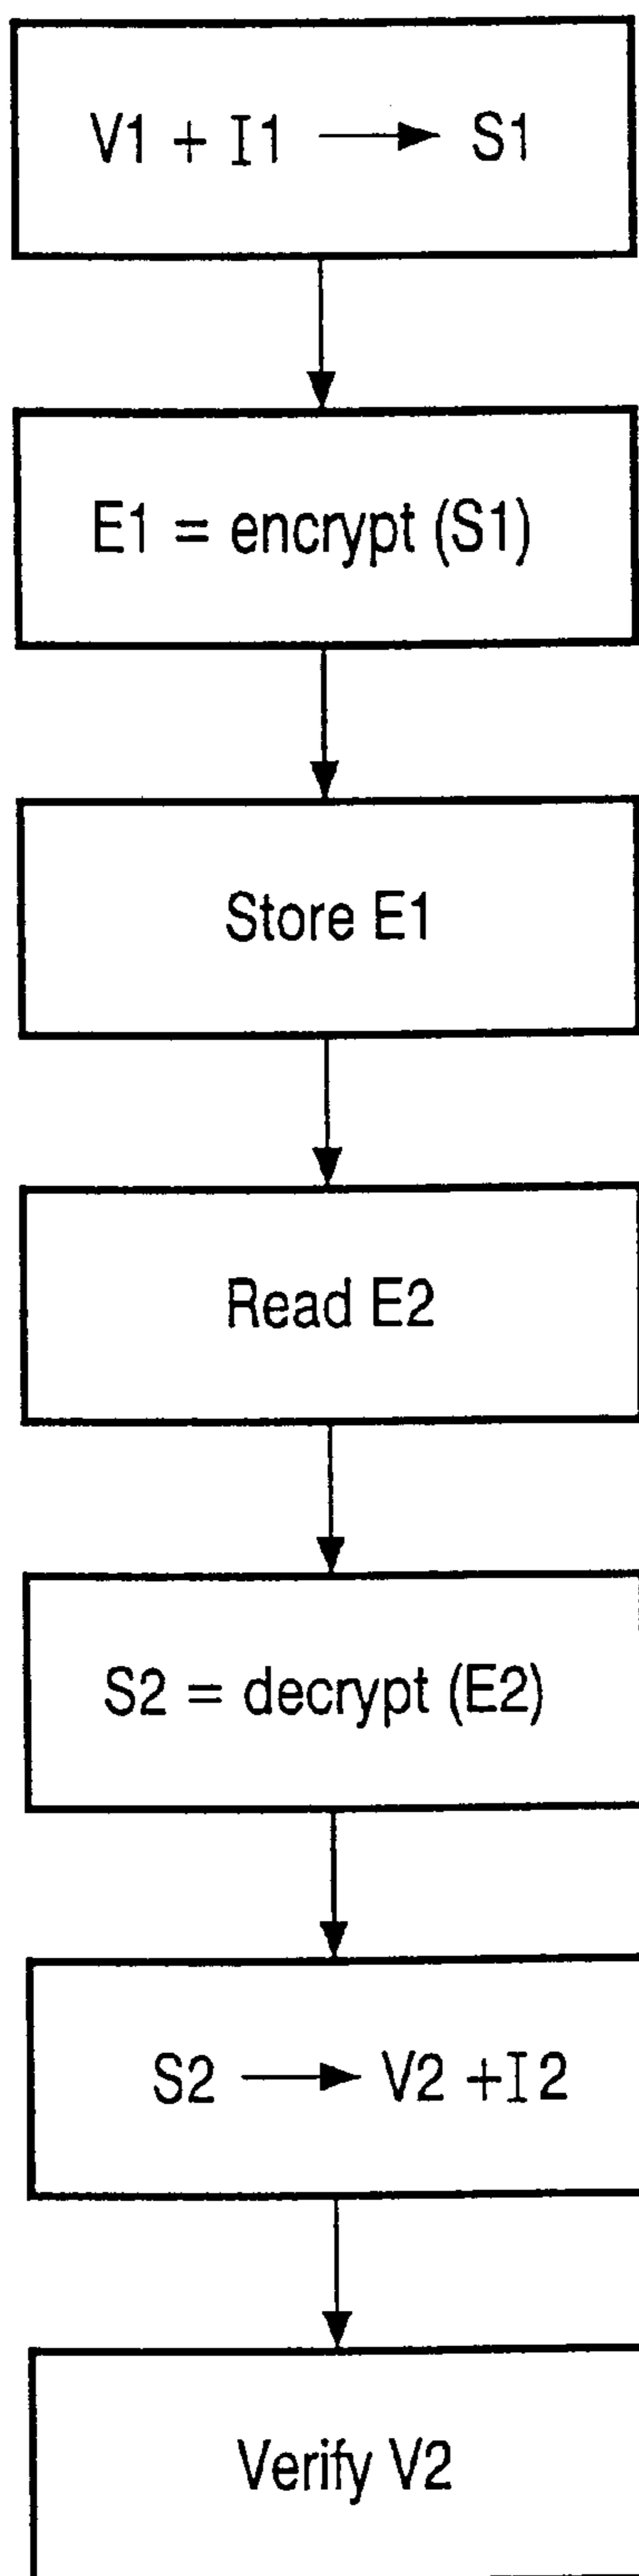 V1 + I1 → S1
E1 = encrypt (S1)
Store E1
Read E2
S2 = decrypt (E2)
S2 → V2 +I2
Verify V2